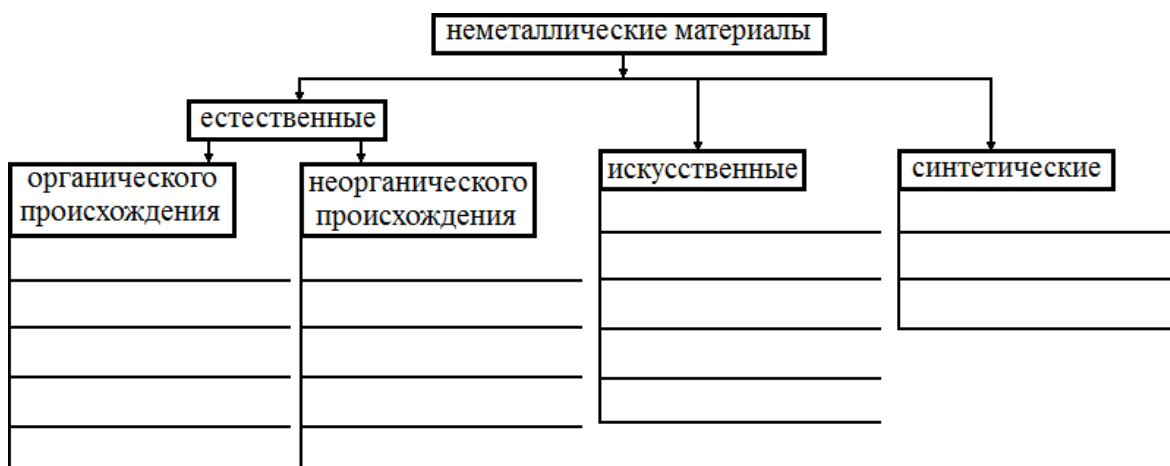 неметаллические материалы
естественные
органического
происхождения
неорганического
происхождения
искусственные
синтетические